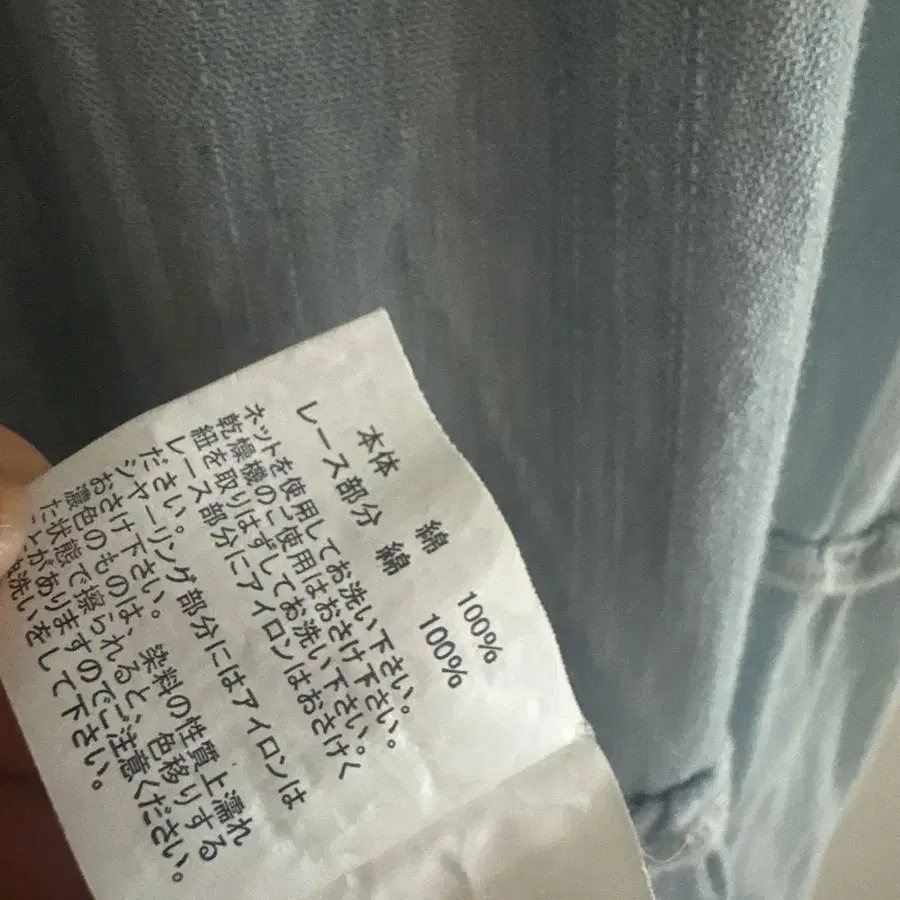 本体 綿 100%
レース部分 綿 100%
ネットを使用してお洗い下さい。
乾燥機のご使用はおさけ下さい。
紐を取りはずしてお洗い下さい。
レース部分にアイロンはおさけく
ださい。
シャーリング部分にはアイロンは
おさけ下さい。 染料の性質上濡れ
濃色のものは、
た状態で擦られると、色移りする
とがありますのでご注意ください。
洗いをして下さい。